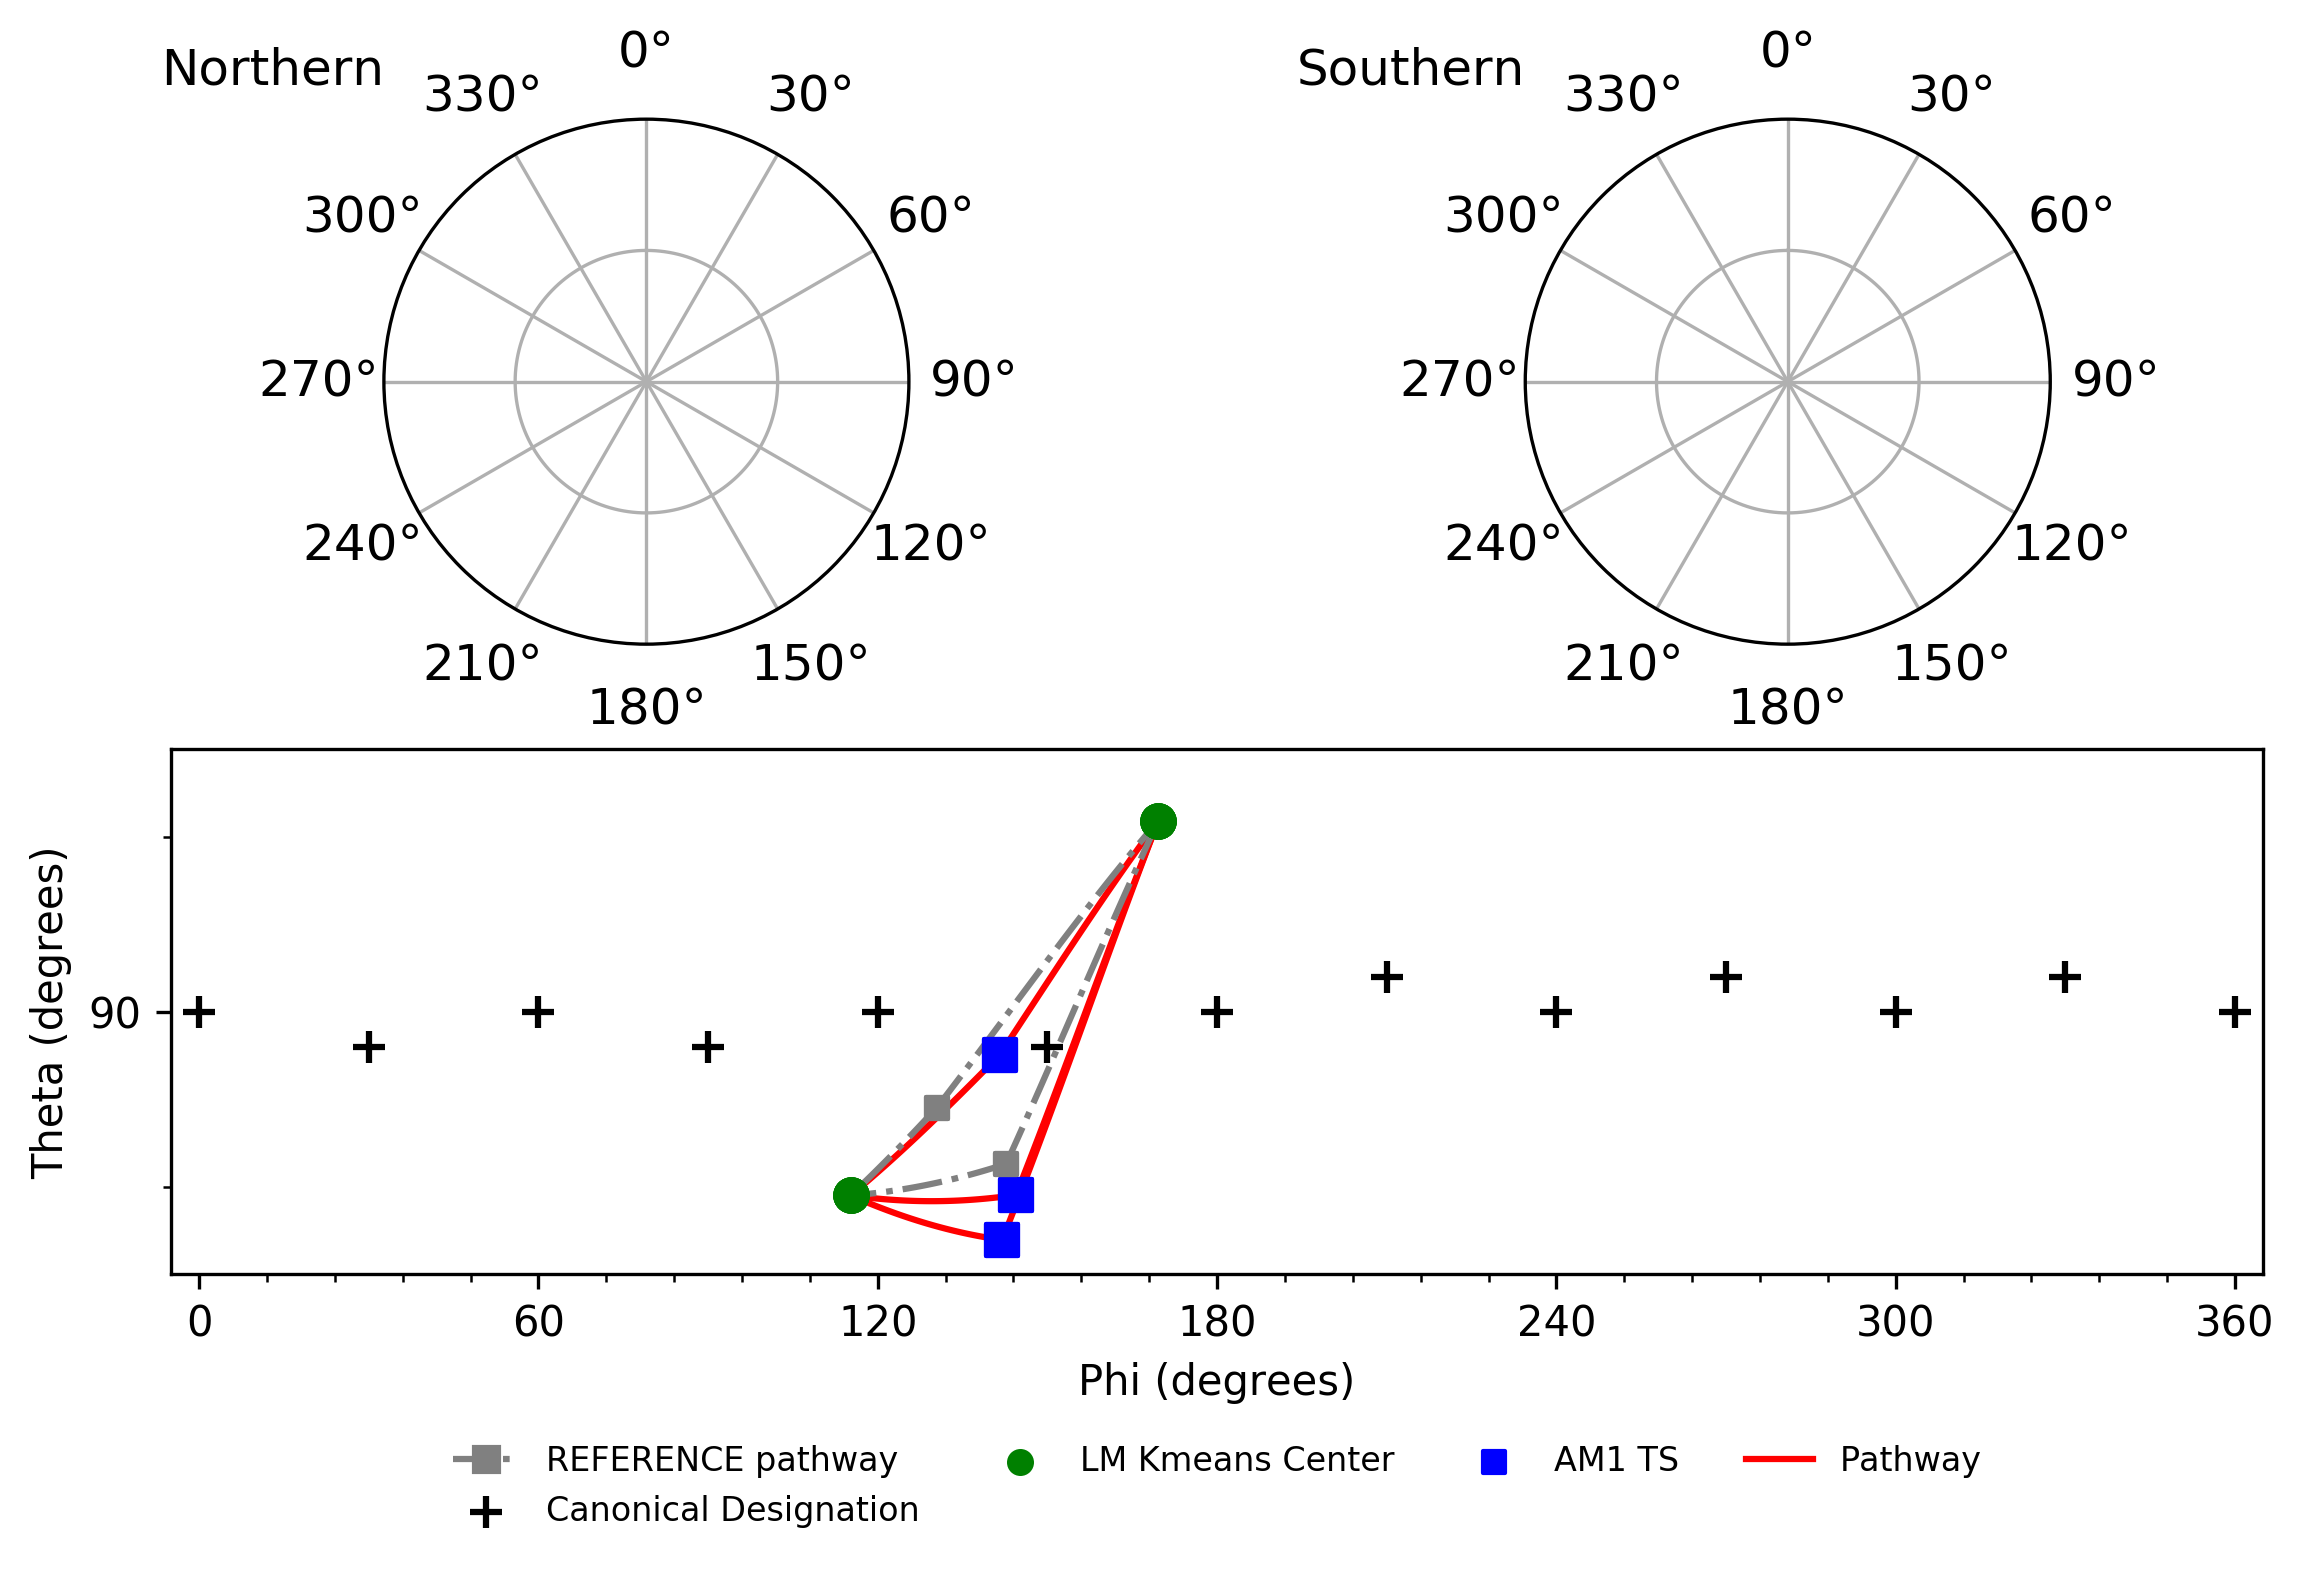 Northern
0°
30°
60°
90°
120°
150°
180°
210°
240°
270°
300°
330°
Southern
0°
30°
60°
90°
120°
150°
180°
210°
240°
270°
300°
330°
Theta (degrees)
90
0 60 120 180 240 300 360
Phi (degrees)
REFERENCE pathway
Canonical Designation
LM Kmeans Center
AM1 TS
Pathway